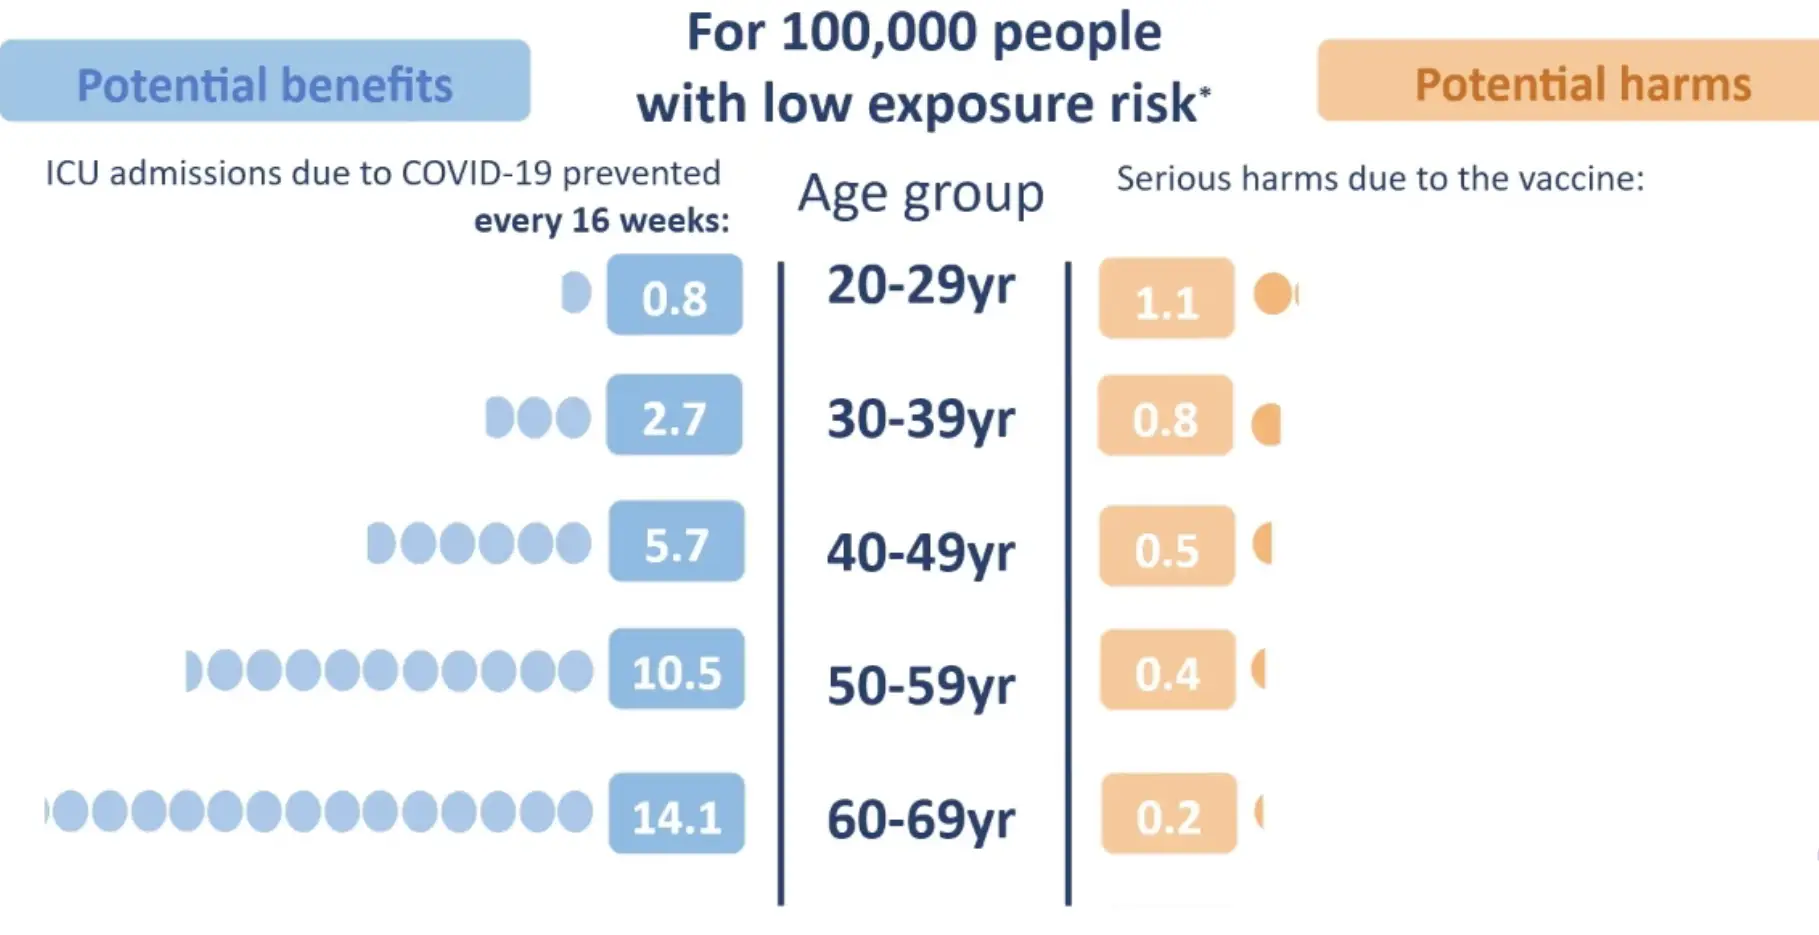 For 100,000 people
with low exposure risk*
Potential benefits
Potential harms
ICU admissions due to COVID-19 prevented
every 16 weeks:
Age group
Serious harms due to the vaccine:
0.8 20-29yr 1.1
2.7 30-39yr 0.8
5.7 40-49yr 0.5
10.5 50-59yr 0.4
14.1 60-69yr 0.2